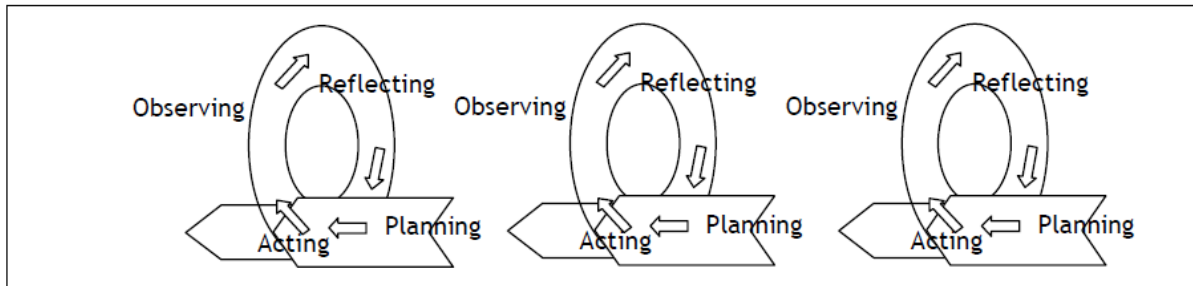 Reflecting
Observing
Acting
Planning
Reflecting
Observing
Acting
Planning
Reflecting
Observing
Acting
Planning